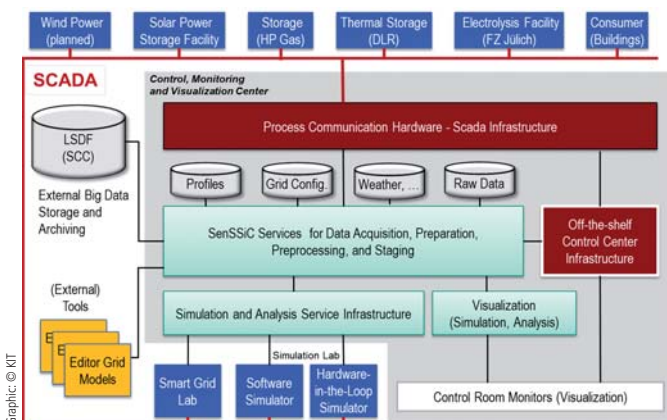 Wind Power
(planned)
Solar Power
Storage Facility
Storage
(HP Gas)
Thermal Storage
(DLR)
Electrolysis Facility
(FZ Jülich)
Consumer
(Buildings)
SCADA
Control, Monitoring
and Visualization Center
LSDF
(SCC)
Process Communication Hardware - Scada Infrastructure
Profiles
Grid Config.
Weather, ...
Raw Data
External Big Data
Storage and
Archiving
SenSSiC Services for Data Acquisition, Preparation,
Preprocessing, and Staging
Off-the-shelf
Control Center
Infrastructure
(External)
Tools
E
E
Editor Grid
Models
Simulation and Analysis Service Infrastructure
Visualization
(Simulation, Analysis)
Simulation Lab
Smart Grid
Lab
Software
Simulator
Hardware-
in-the-Loop
Simulator
Control Room Monitors (Visualization)
Graphic: © KIT